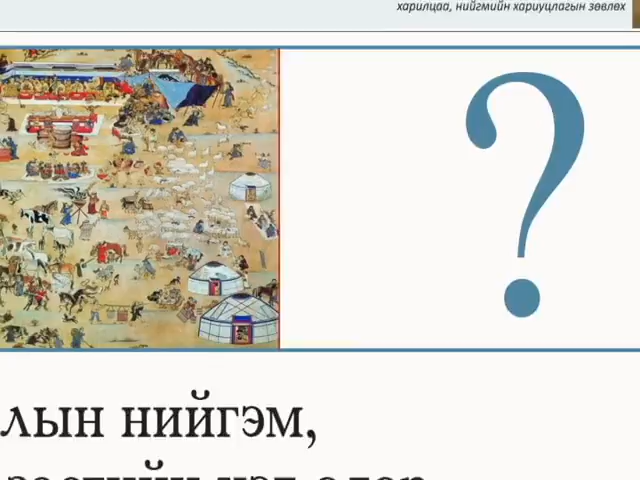 харилцаа, нийгмийн хариуцлагын зөвлөх
?
лын нийгэм,